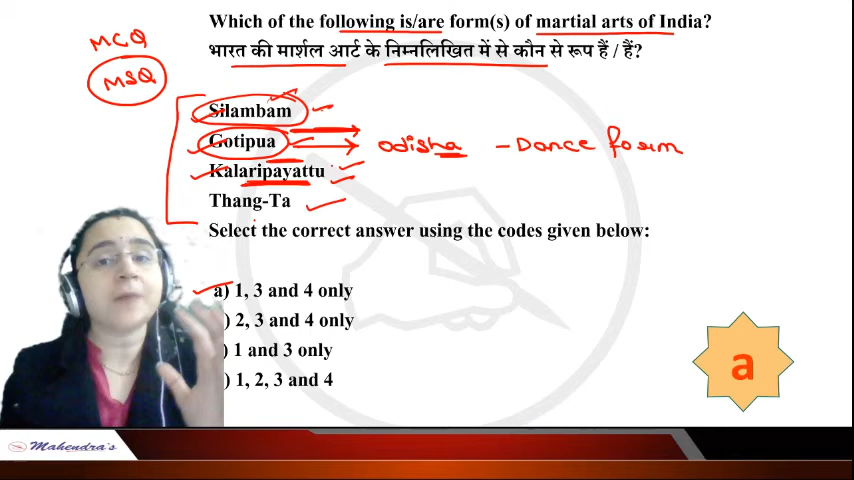 Which of the following is/are form(s) of martial arts of India?
MCQ
भारत की मार्शल आर्ट के निम्नलिखित में से कौन से रूप हैं / हैं?
MSQ
Silambam
Gotipua
odisha - Dance form
Kalaripayattu
Thang-Ta
Select the correct answer using the codes given below:
a) 1, 3 and 4 only
) 2, 3 and 4 only
) 1 and 3 only
) 1, 2, 3 and 4
a
Mahendra's